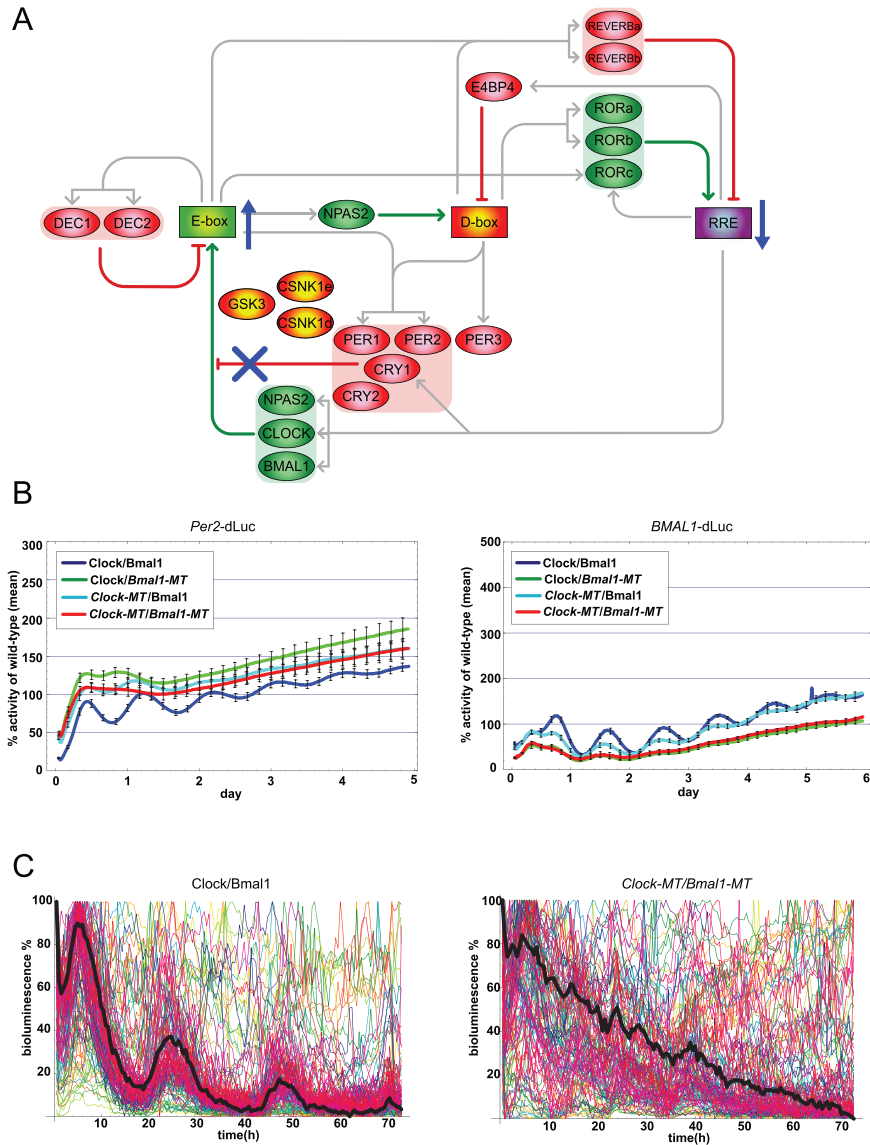 A
REVERBa
REVERBb
E4BP4
RORa
RORb
RORc
DEC1
DEC2
E-box
NPAS2
D-box
RRE
GSK3
CSNK1e
CSNK1d
PER1
PER2
PER3
CRY1
CRY2
NPAS2
CLOCK
BMAL1
B
Per2-dLuc
% activity of wild-type (mean)
300
250
200
150
100
50
0
Clock/Bmal1
Clock/Bmal1-MT
Clock-MT/Bmal1
Clock-MT/Bmal1-MT
0 1 2 3 4 5
day
BMAL1-dLuc
% activity of wild-type (mean)
500
400
300
200
100
0
Clock/Bmal1
Clock/Bmal1-MT
Clock-MT/Bmal1
Clock-MT/Bmal1-MT
0 1 2 3 4 5 6
day
C
Clock/Bmal1
bioluminescence %
100
80
60
40
20
10 20 30 40 50 60 70
time(h)
Clock-MT/Bmal1-MT
bioluminescence %
100
80
60
40
20
10 20 30 40 50 60 70
time(h)